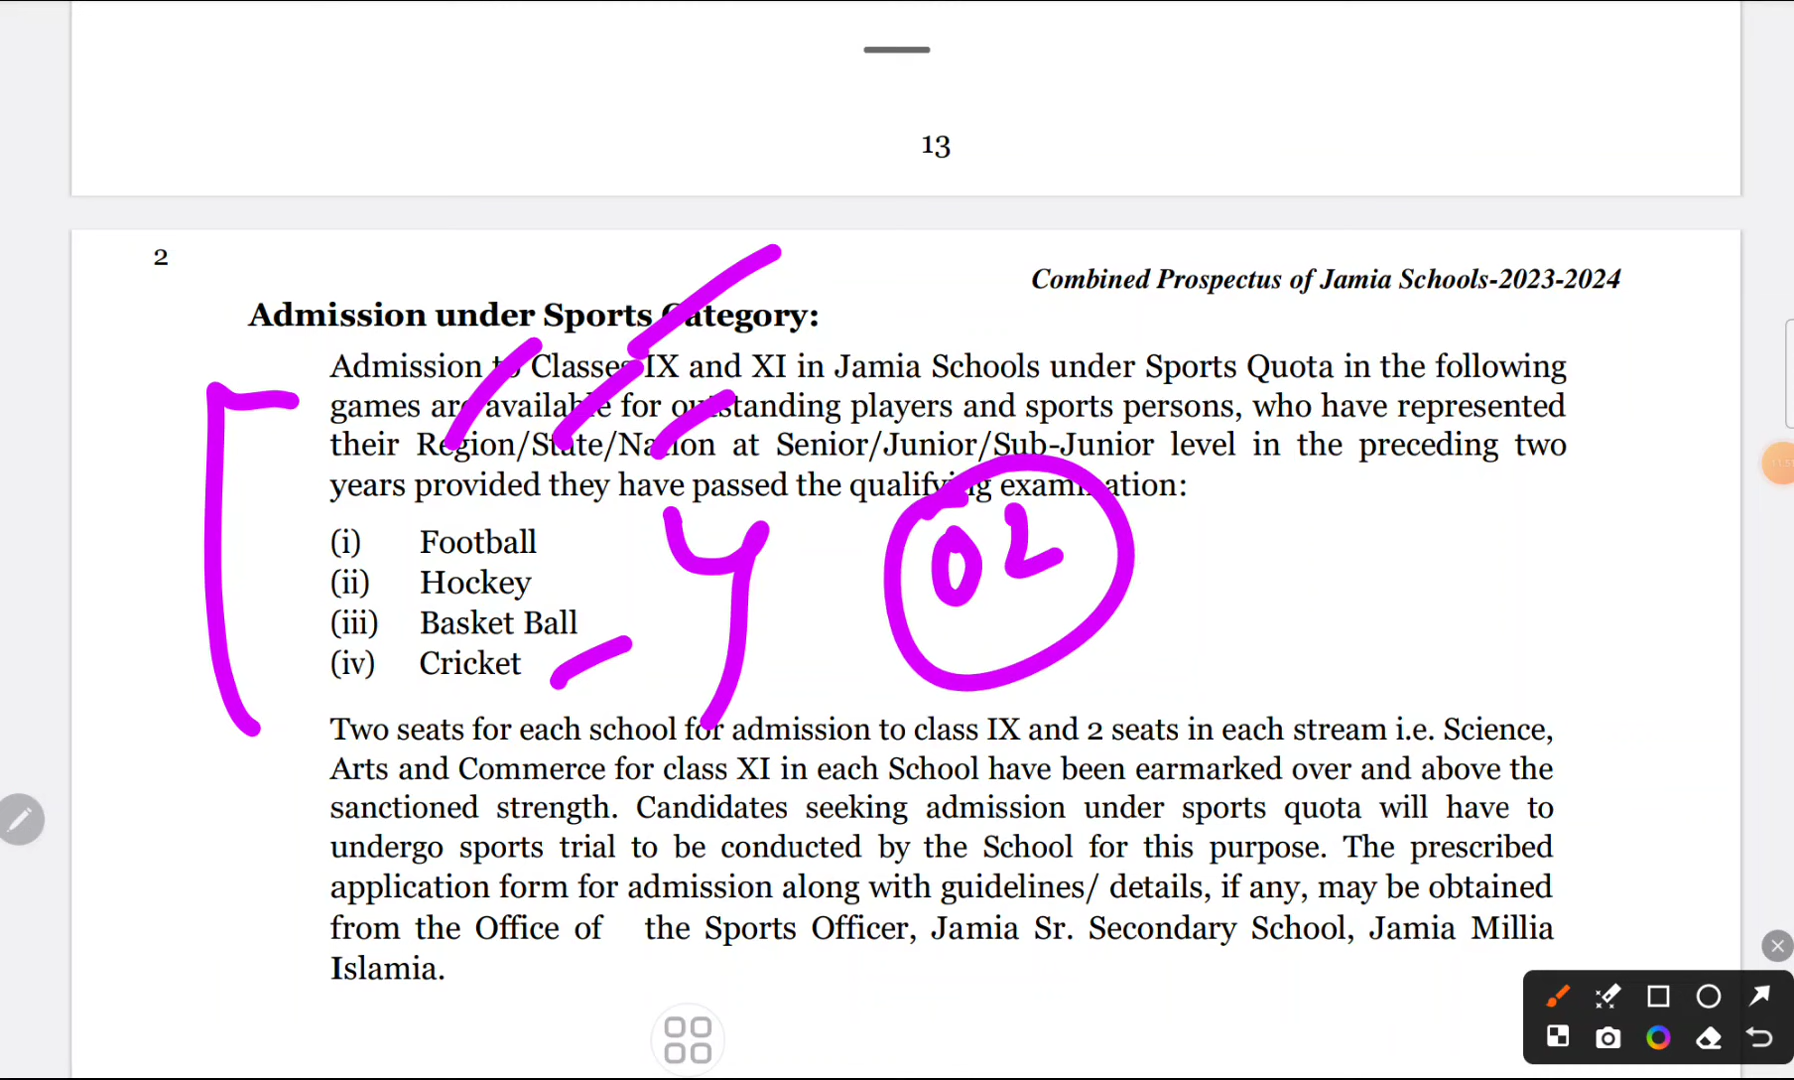 13
2
Combined Prospectus of Jamia Schools-2023-2024
Admission under Sports Category:
Admission to Classes IX and XI in Jamia Schools under Sports Quota in the following
games are available for outstanding players and sports persons, who have represented
their Region/State/Nation at Senior/Junior/Sub-Junior level in the preceding two
years provided they have passed the qualifying examination:
02
(i) Football
(ii) Hockey
(iii) Basket Ball
(iv) Cricket
Two seats for each school for admission to class IX and 2 seats in each stream i.e. Science,
Arts and Commerce for class XI in each School have been earmarked over and above the
sanctioned strength. Candidates seeking admission under sports quota will have to
undergo sports trial to be conducted by the School for this purpose. The prescribed
application form for admission along with guidelines/ details, if any, may be obtained
from the Office of the Sports Officer, Jamia Sr. Secondary School, Jamia Millia
Islamia.